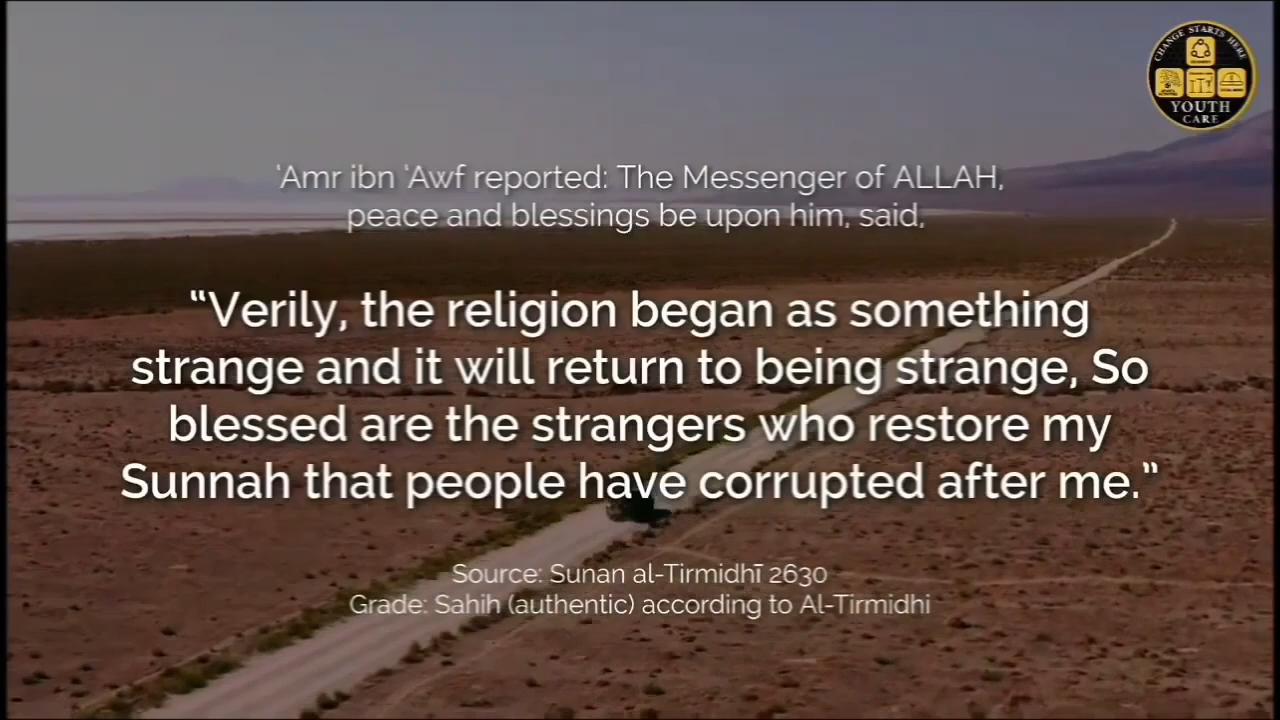 CHANGE STARTS HERE
YOUTH
CARE
'Amr ibn 'Awf reported: The Messenger of ALLAH,
peace and blessings be upon him, said,
“Verily, the religion began as something
strange and it will return to being strange, So
blessed are the strangers who restore my
Sunnah that people have corrupted after me.”
Source: Sunan al-Tirmidhī 2630
Grade: Sahih (authentic) according to Al-Tirmidhi